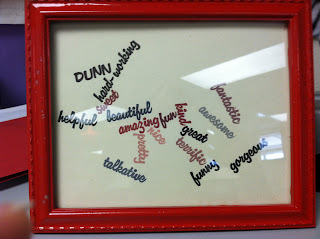 DUNN
hard-working
sweet
helpful
beautiful
amazing
fun
kind
nice
pretty
great
terrific
fantastic
awesome
talkative
funny
gorgeous